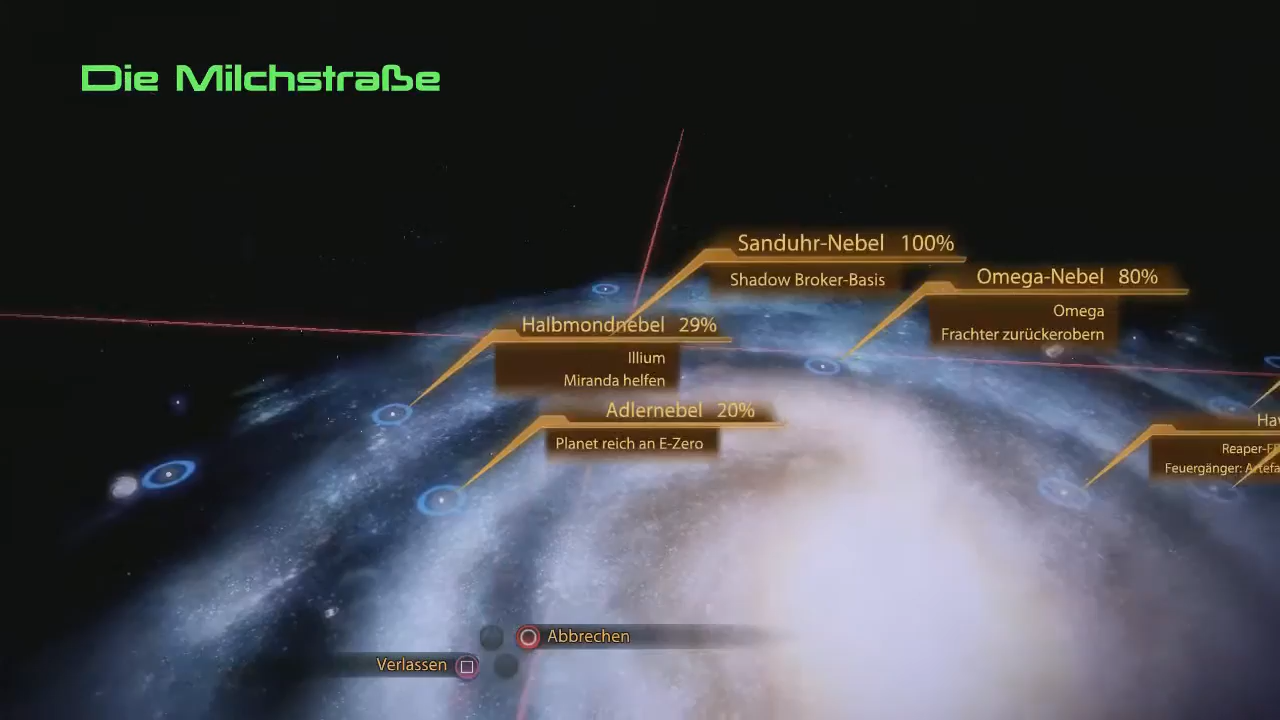 Die Milchstraße
Sanduhr-Nebel 100%
Shadow Broker-Basis
Omega-Nebel 80%
Omega
Frachter zurückerobern
Halbmondnebel 29%
Illium
Miranda helfen
Adlernebel 20%
Planet reich an E-Zero
Feuergänger:
Abbrechen
Verlassen